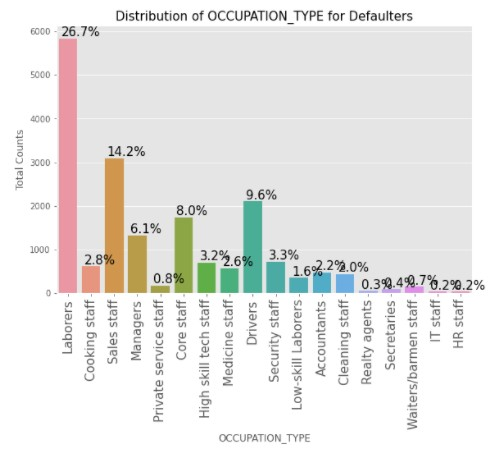 Distribution of OCCUPATION_TYPE for Defaulters
Total Counts
6000
5000
4000
3000
2000
1000
0
26.7%
2.8%
14.2%
6.1%
0.8%
8.0%
3.2%
2.6%
9.6%
3.3%
1.6%
2.2%
2.0%
0.3%
0.4%
0.7%
0.2%
0.2%
Laborers
Cooking staff
Sales staff
Managers
Private service staff
Core staff
High skill tech staff
Medicine staff
Drivers
Security staff
Low-skill Laborers
Accountants
Cleaning staff
Realty agents
Secretaries
Waiters/barmen staff
IT staff
HR staff
OCCUPATION_TYPE